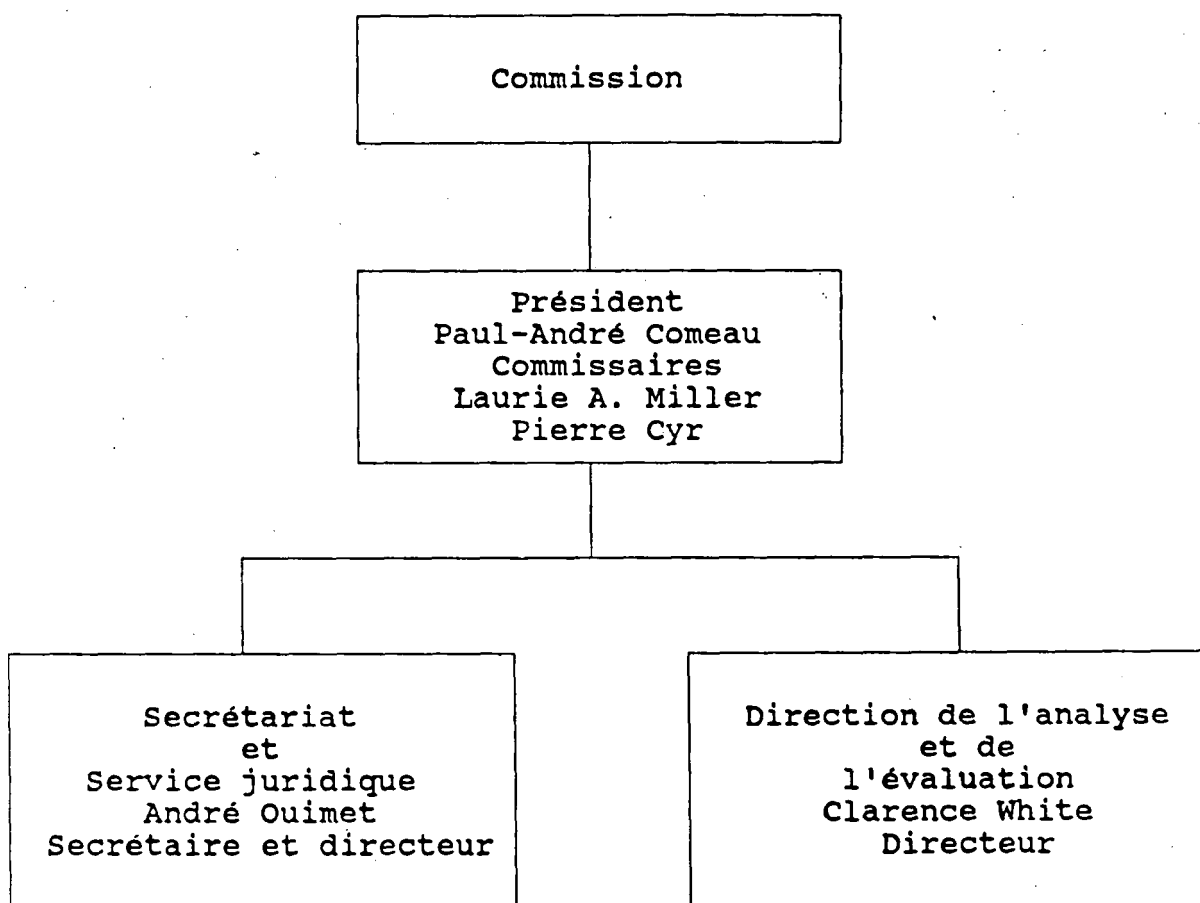 Commission
Président
Paul-André Comeau
Commissaires
Laurie A. Miller
Pierre Cyr
Secrétariat
et
Service juridique
André Ouimet
Secrétaire et directeur
Direction de l'analyse
et de
l'évaluation
Clarence White
Directeur